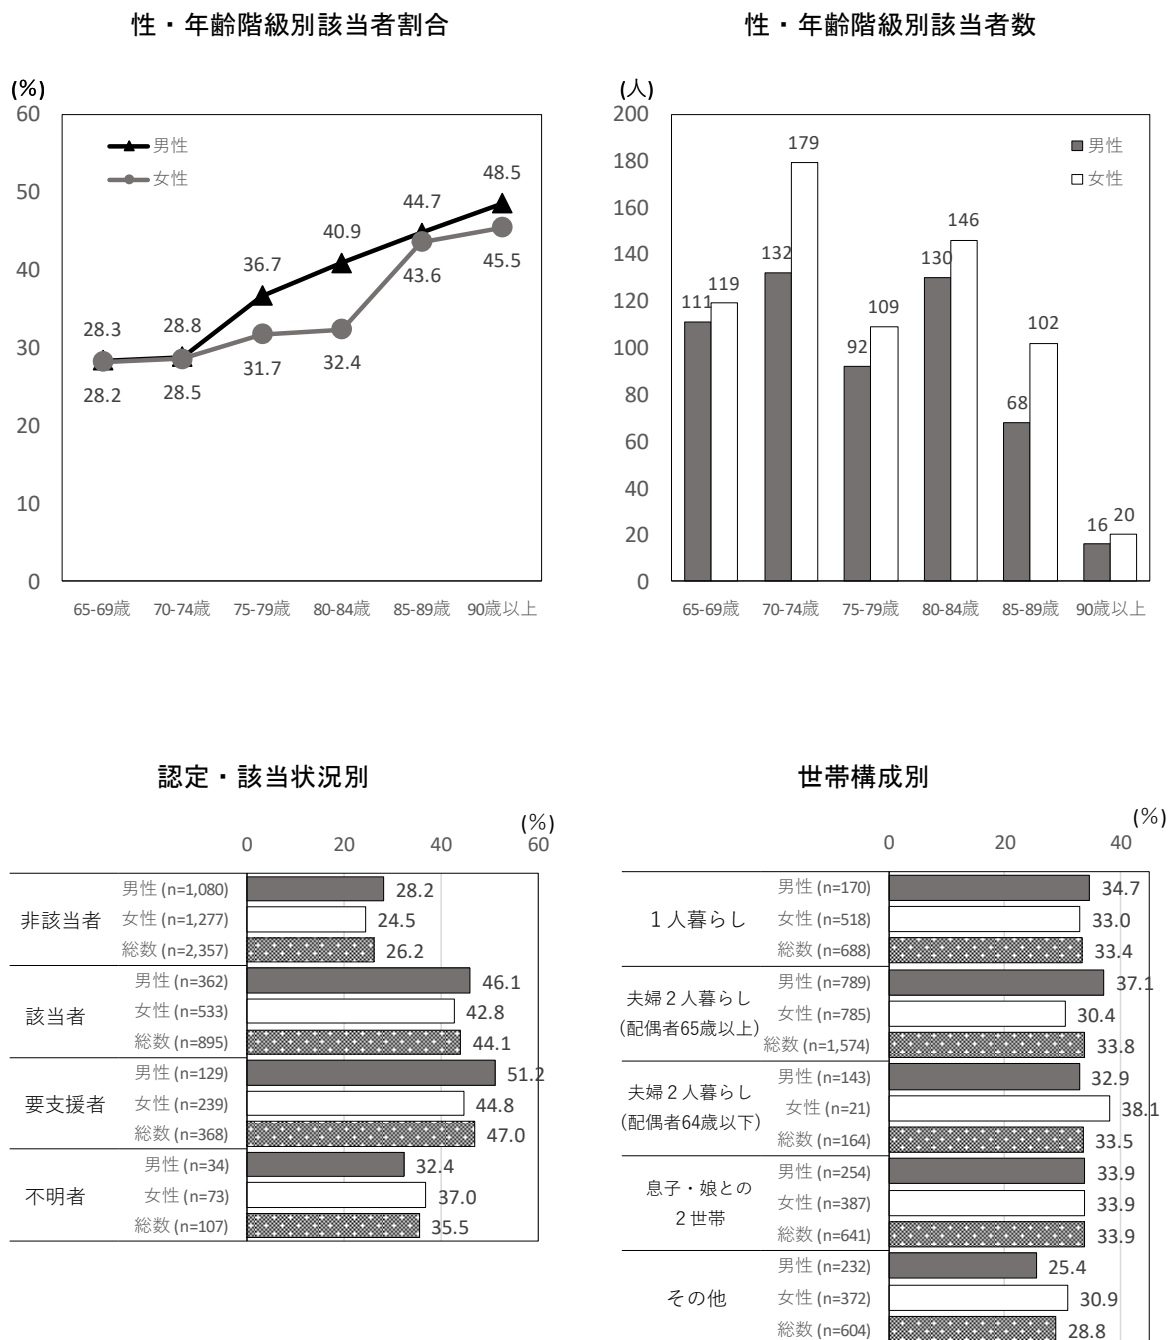 性・年齢階級別該当者割合
(%)
60
50
40
30
20
10
0
男性
女性
28.3
28.8
36.7
40.9
44.7
48.5
28.2
28.5
31.7
32.4
43.6
45.5
65-69歳 70-74歳 75-79歳 80-84歳 85-89歳 90歳以上
性・年齢階級別該当者数
(人)
200
180
160
140
120
100
80
60
40
20
0
男性
女性
111 119
132 179
92 109
130 146
68 102
16 20
65-69歳 70-74歳 75-79歳 80-84歳 85-89歳 90歳以上
認定・該当状況別
(%)
0 20 40 60
非該当者
男性 (n=1,080) 28.2
女性 (n=1,277) 24.5
総数 (n=2,357) 26.2
該当者
男性 (n=362) 46.1
女性 (n=533) 42.8
総数 (n=895) 44.1
要支援者
男性 (n=129) 51.2
女性 (n=239) 44.8
総数 (n=368) 47.0
不明者
男性 (n=34) 32.4
女性 (n=73) 37.0
総数 (n=107) 35.5
世帯構成別
(%)
0 20 40
１人暮らし
男性 (n=170) 34.7
女性 (n=518) 33.0
総数 (n=688) 33.4
夫婦２人暮らし
(配偶者65歳以上)
男性 (n=789) 37.1
女性 (n=785) 30.4
総数 (n=1,574) 33.8
夫婦２人暮らし
(配偶者64歳以下)
男性 (n=143) 32.9
女性 (n=21) 38.1
総数 (n=164) 33.5
息子・娘との
２世帯
男性 (n=254) 33.9
女性 (n=387) 33.9
総数 (n=641) 33.9
その他
男性 (n=232) 25.4
女性 (n=372) 30.9
総数 (n=604) 28.8